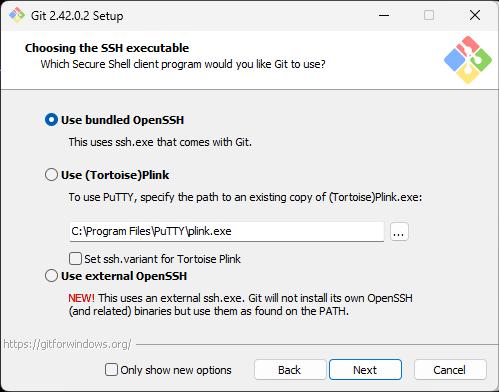 Git 2.42.0.2 Setup
Choosing the SSH executable
Which Secure Shell client program would you like Git to use?
Use bundled OpenSSH
This uses ssh.exe that comes with Git.
Use (Tortoise)Plink
To use PuTTY, specify the path to an existing copy of (Tortoise)Plink.exe:
C:\Program Files\PuTTY\plink.exe
...
Set ssh.variant for Tortoise Plink
Use external OpenSSH
NEW! This uses an external ssh.exe. Git will not install its own OpenSSH
(and related) binaries but use them as found on the PATH.
https://gitforwindows.org/
Only show new options
Back
Next
Cancel